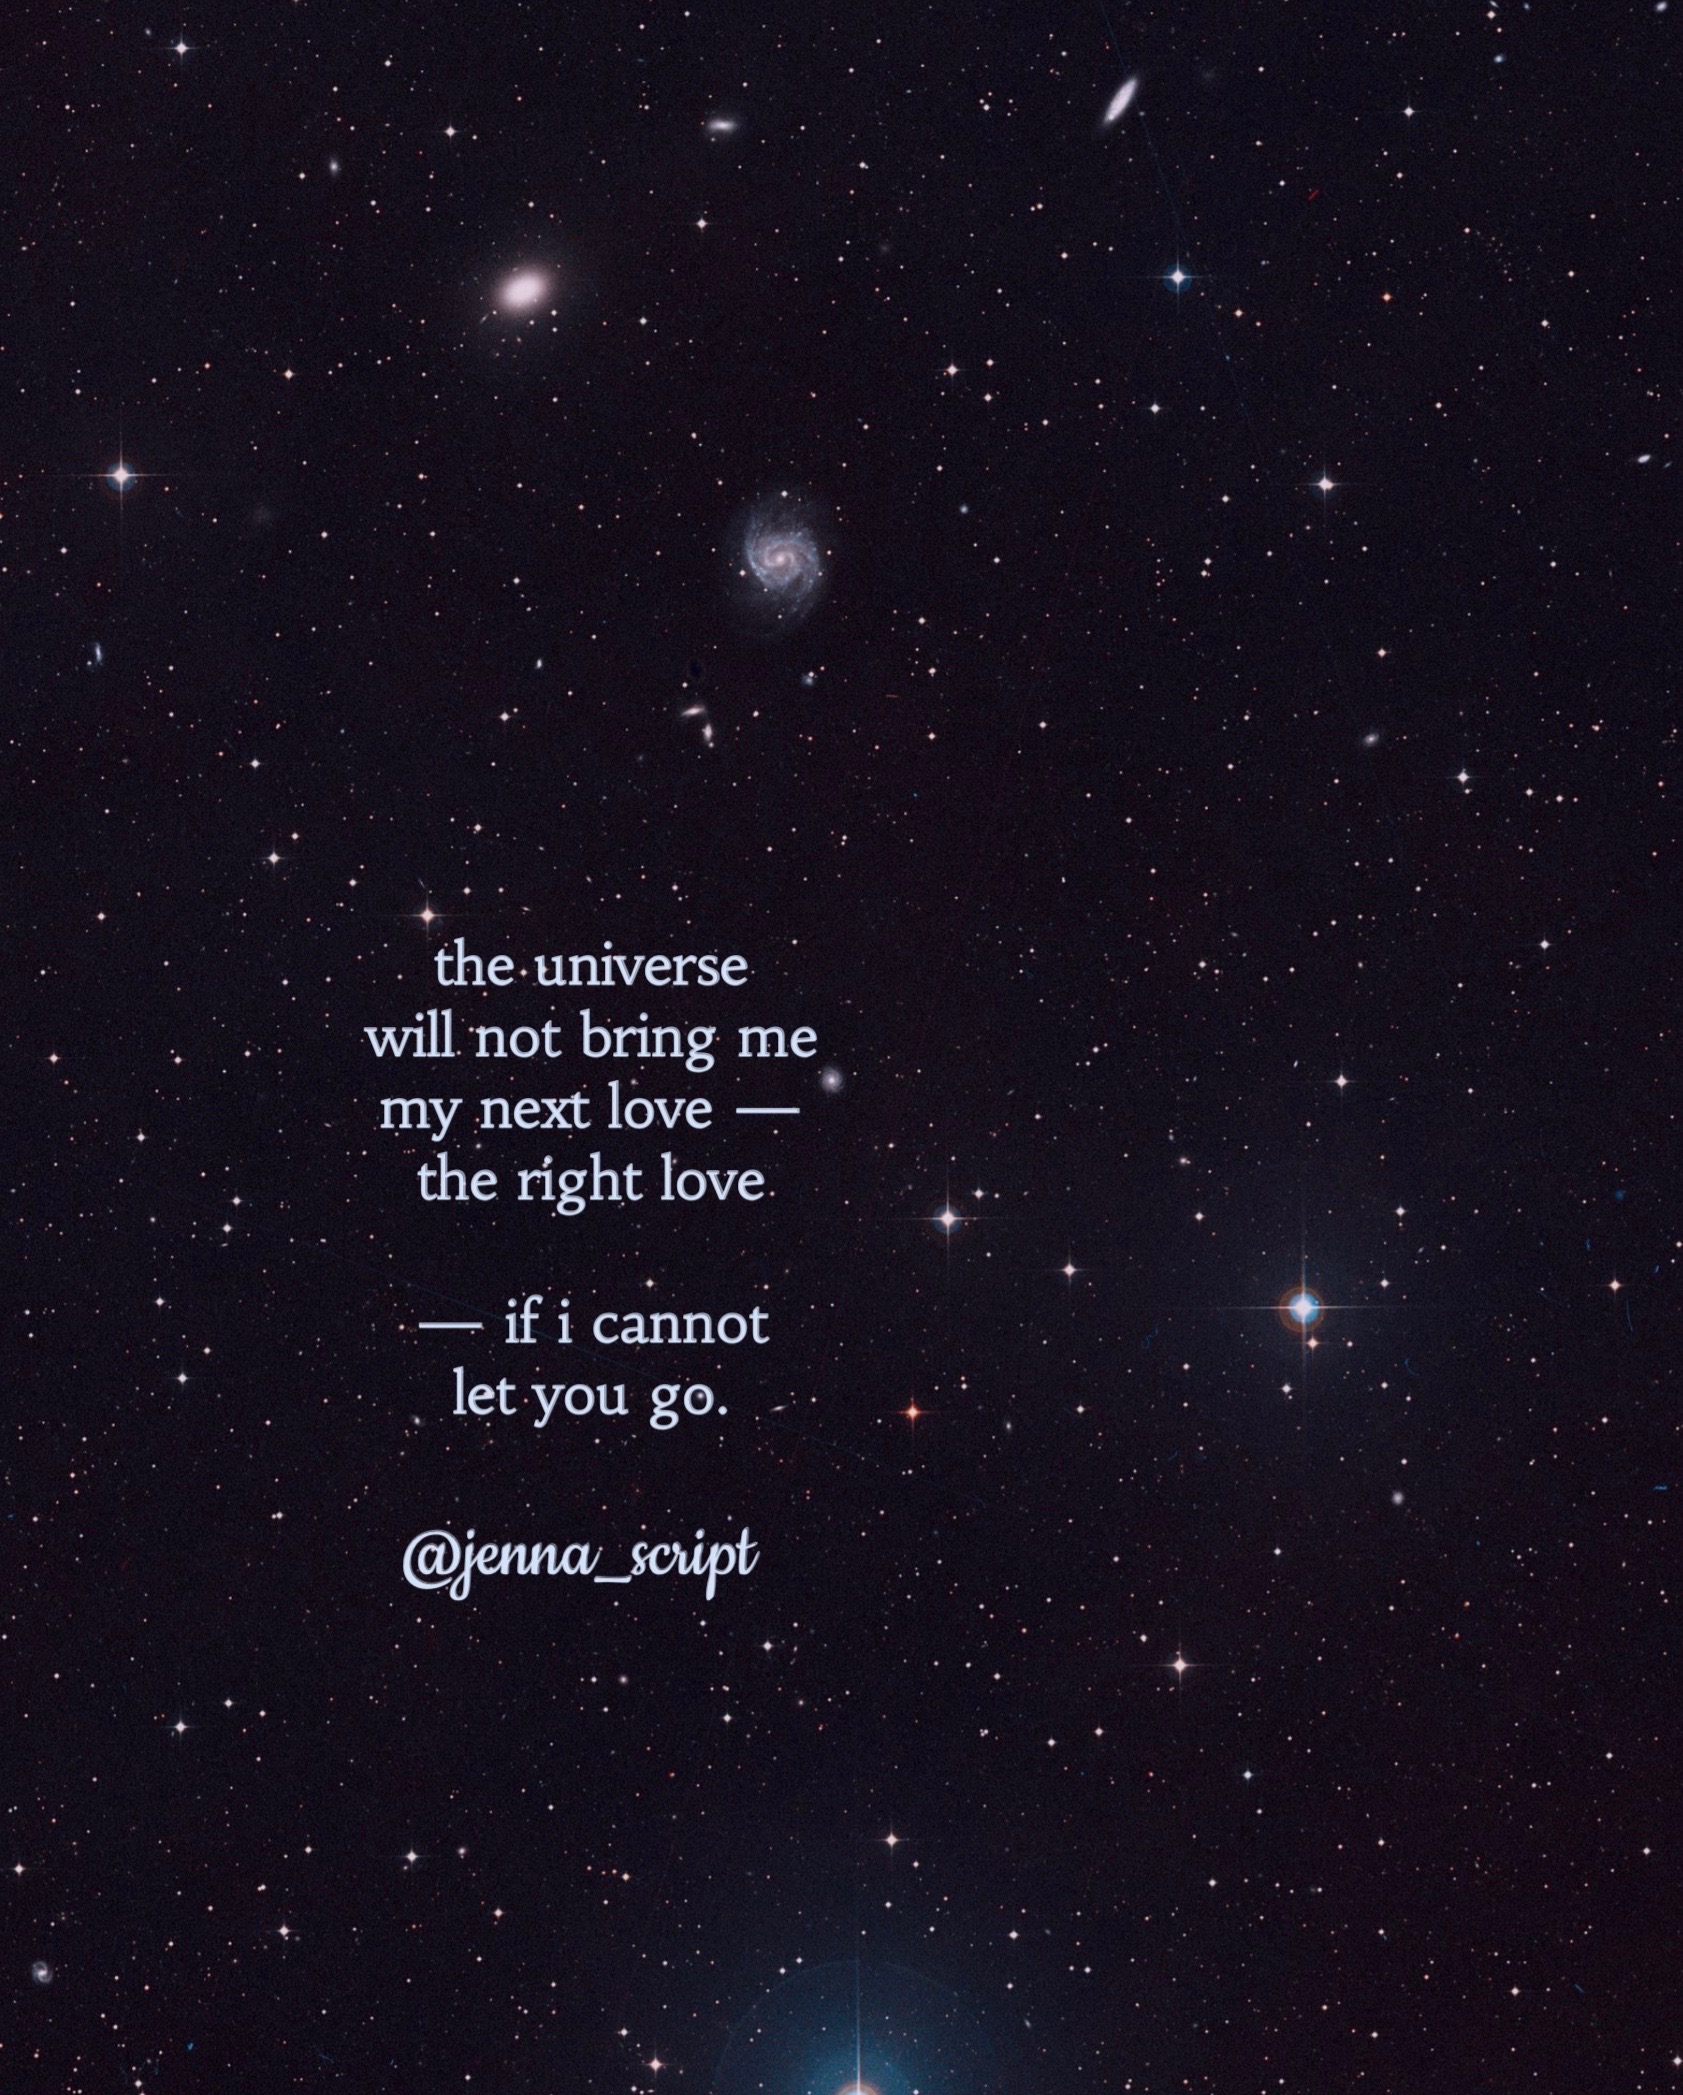 the universe
will not bring me
my next love —
the right love
— if i cannot
let you go.
@jenna_script